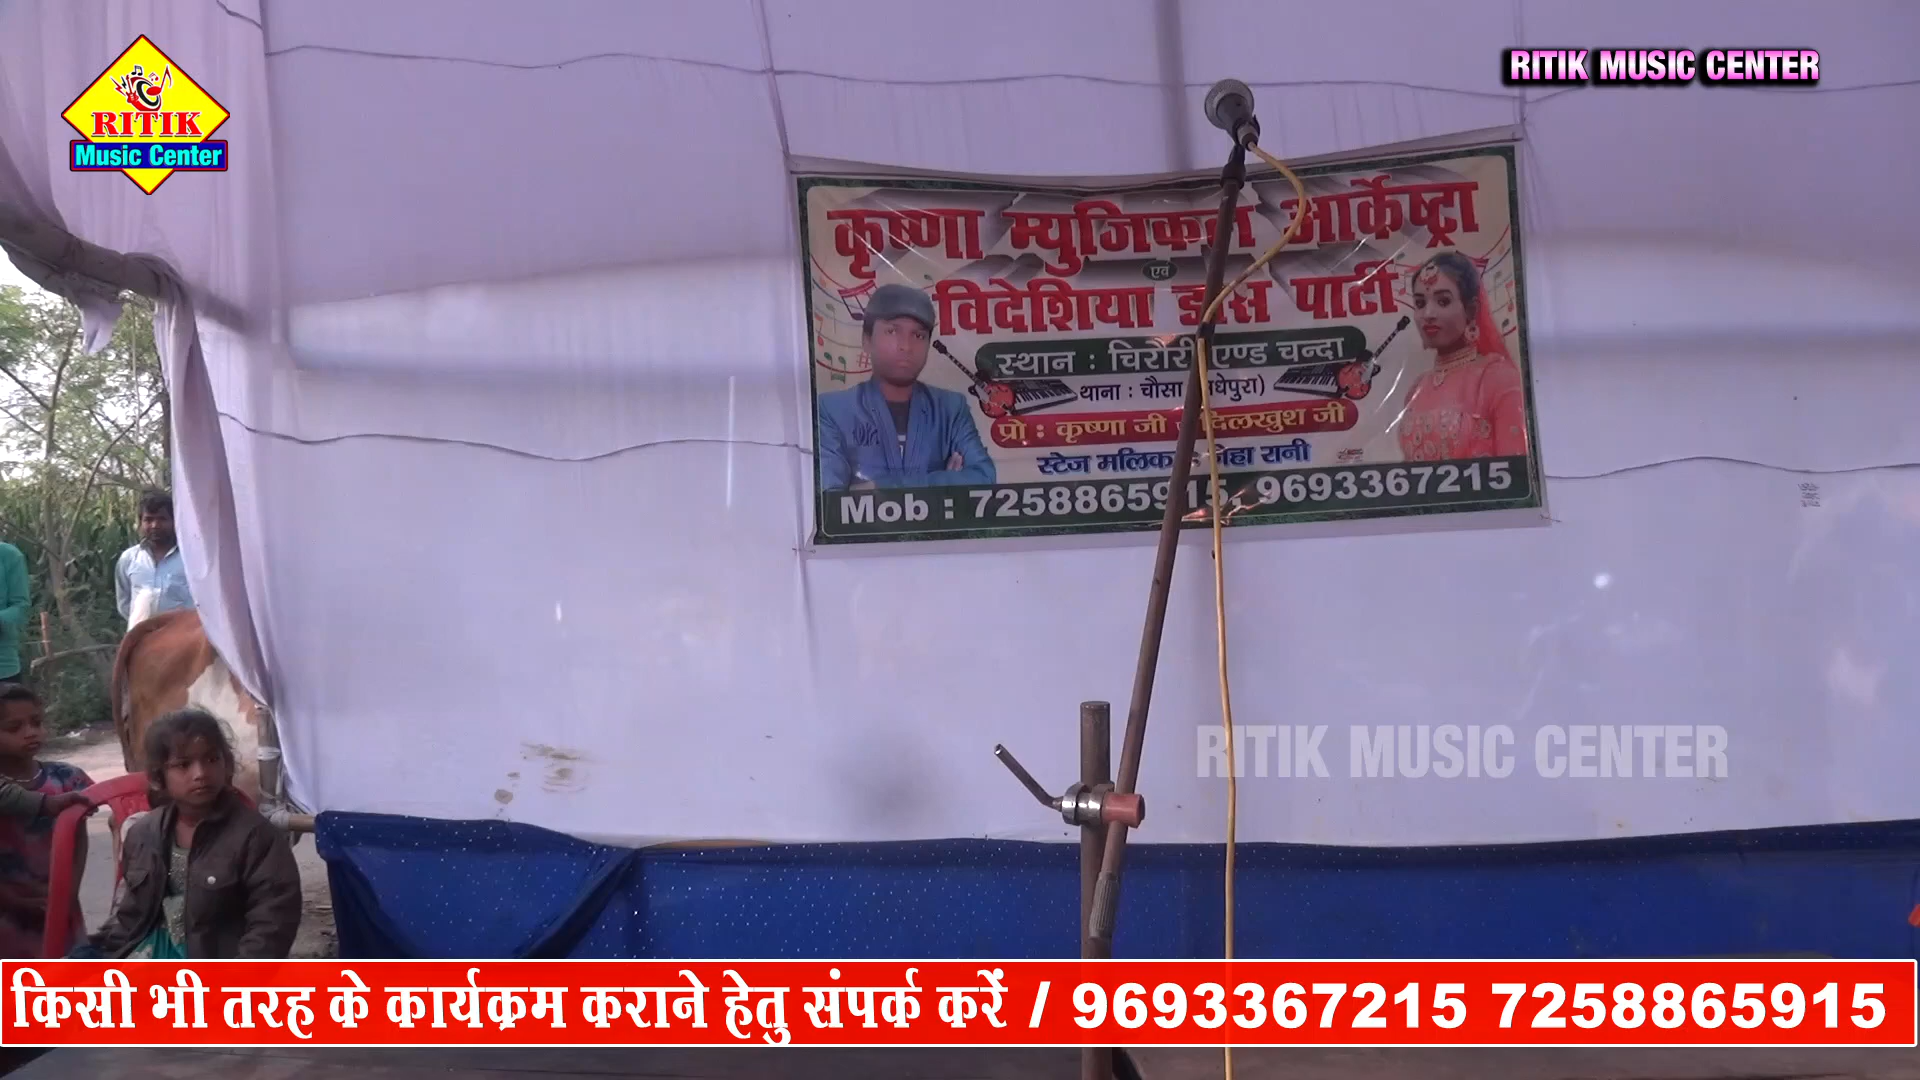 RITIK
Music Center
RITIK MUSIC CENTER
कृष्णा म्युजिकल आर्केष्ट्रा
एवं
विदेशिया डांस पार्टी
स्थान : चिरौरी एण्ड चन्दा
थाना : चौसा
प्रो : कृष्णा जी दिलखुश जी
स्टेज मलिका रानी
Mob : 7258865915, 9693367215
RITIK MUSIC CENTER
किसी भी तरह के कार्यक्रम कराने हेतु संपर्क करें / 9693367215 7258865915